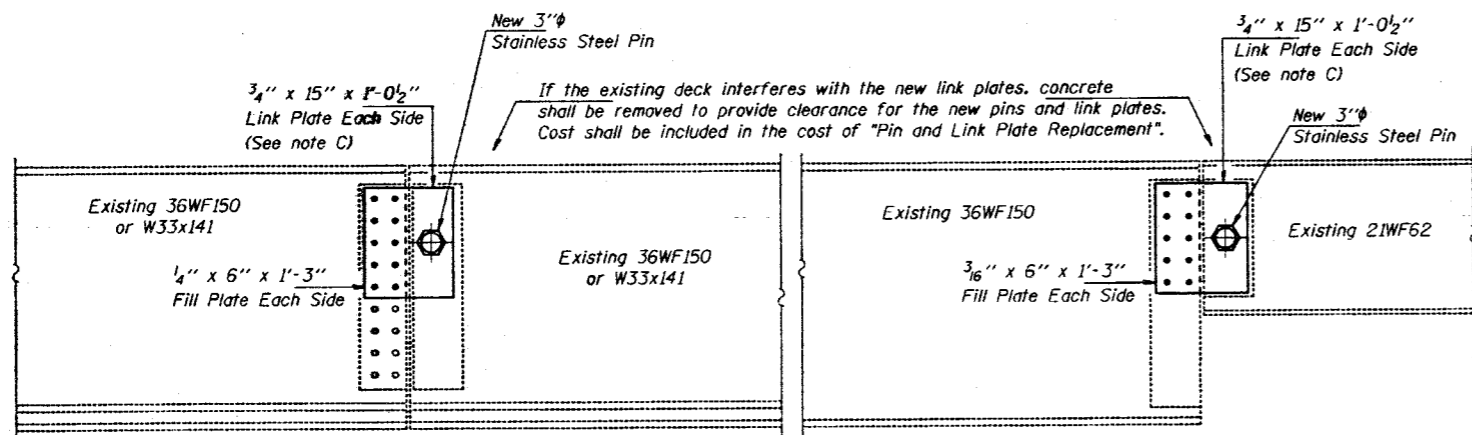 New 3"φ
Stainless Steel Pin
3/4" x 15" x 1'-0 1/2"
Link Plate Each Side
(See note C)
3/4" x 15" x 1'-0 1/2"
Link Plate Each Side
(See note C)
If the existing deck interferes with the new link plates. concrete
shall be removed to provide clearance for the new pins and link plates.
Cost shall be included in the cost of "Pin and Link Plate Replacement".
New 3"φ
Stainless Steel Pin
Existing 36WF150
or W33x141
Existing 36WF150
or W33x141
Existing 36WF150
Existing 21WF62
1/4" x 6" x 1'-3"
Fill Plate Each Side
3/16" x 6" x 1'-3"
Fill Plate Each Side